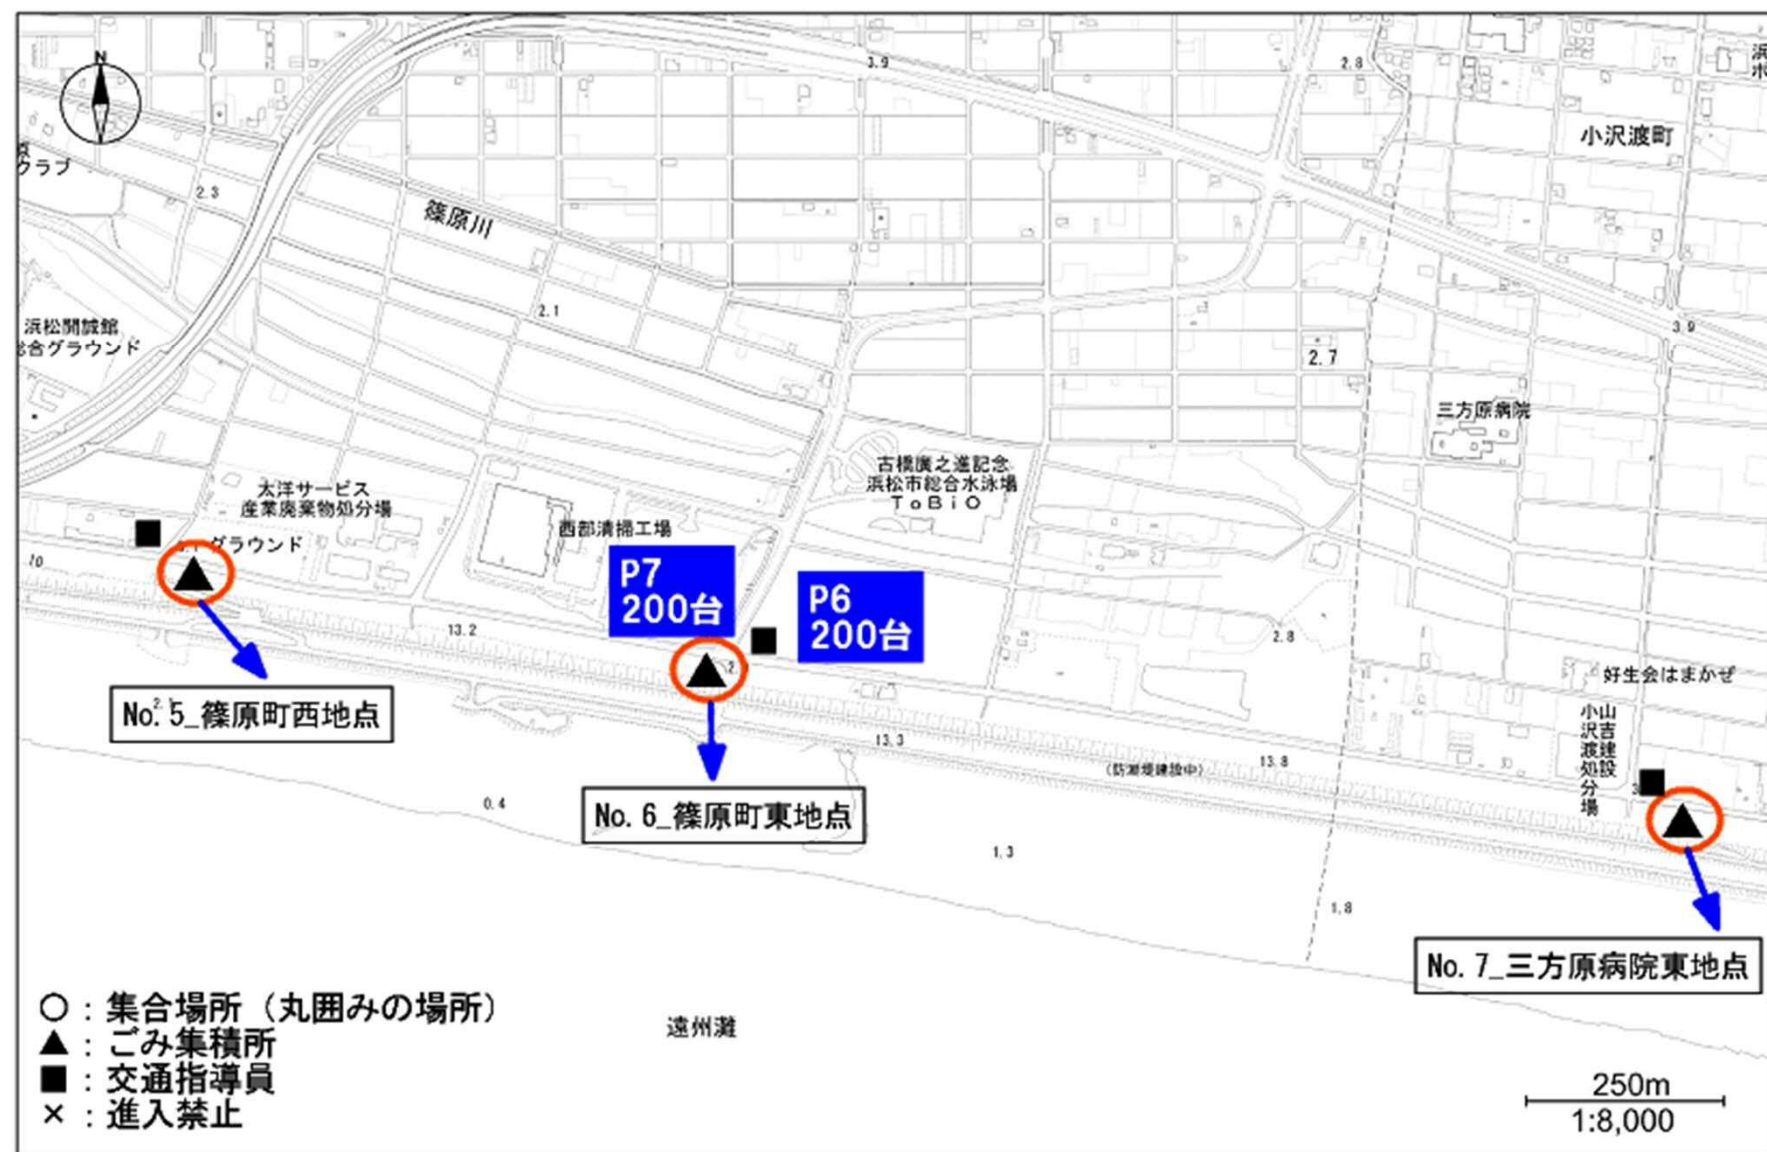 N
3.9
2.8
小沢渡町
クラブ
2.3
篠原川
2.1
浜松開誠館
総合グラウンド
3.9
2.7
三方原病院
古橋廣之進記念
浜松市総合水泳場
ToBiO
太洋サービス
産業廃棄物処分場
グラウンド
西部清掃工場
P7
200台
P6
200台
10
13.2
2.8
好生会はまかぜ
山吉建設
小沢渡処分場
No. 5_篠原町西地点
13.3
(防潮堤建設中)
13.8
0.4
No. 6_篠原町東地点
1.3
1.8
No. 7_三方原病院東地点
○：集合場所（丸囲みの場所）
▲：ごみ集積所
■：交通指導員
×：進入禁止
遠州灘
250m
1:8,000